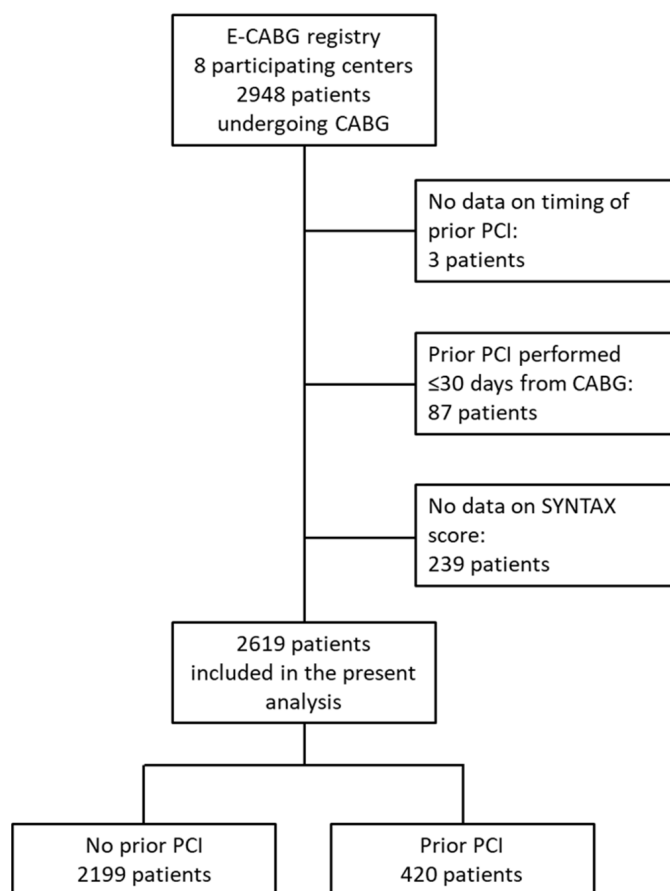 E-CABG registry
8 participating centers
2948 patients
undergoing CABG
No data on timing of
prior PCI:
3 patients
Prior PCI performed
≤30 days from CABG:
87 patients
No data on SYNTAX
score:
239 patients
2619 patients
included in the present
analysis
No prior PCI
2199 patients
Prior PCI
420 patients